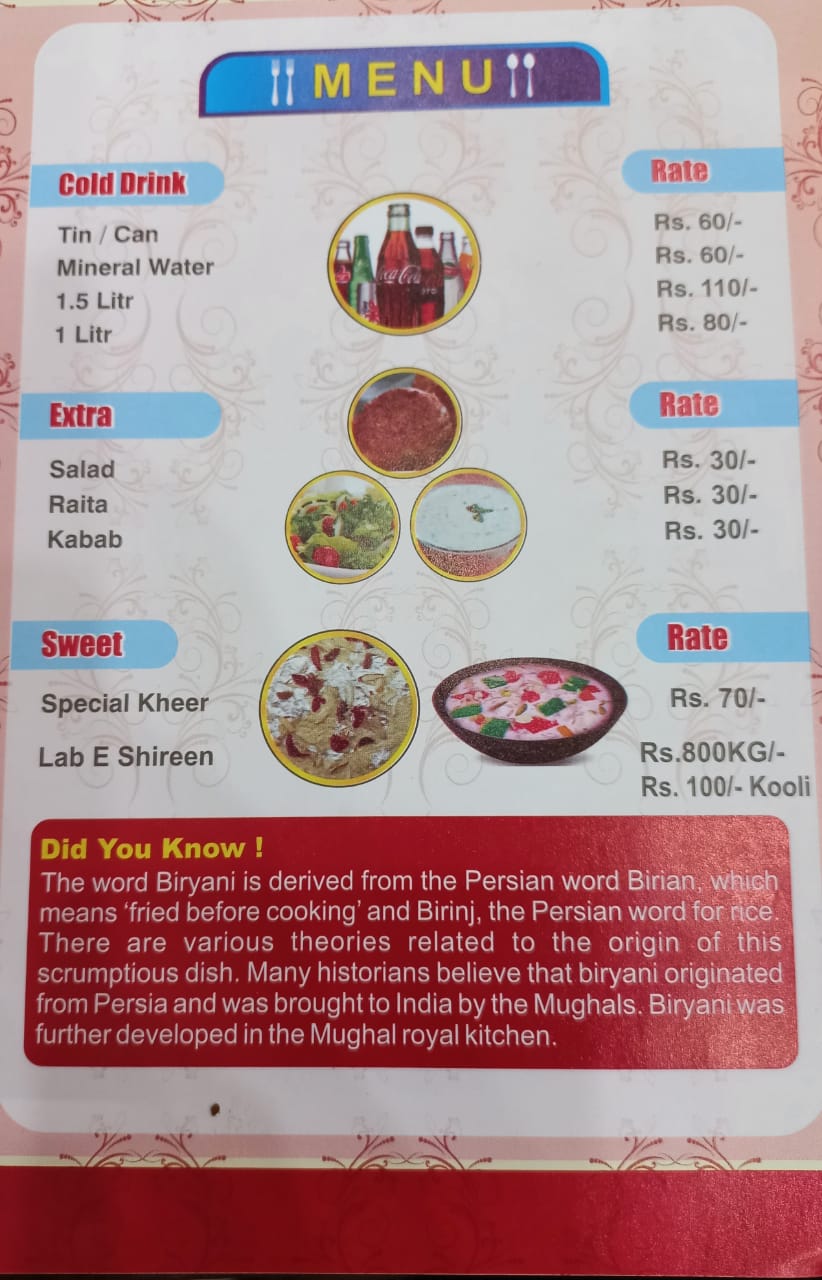 MENU
Cold Drink Rate
Tin / Can Rs. 60/-
Mineral Water Rs. 60/-
1.5 Litr Rs. 110/-
1 Litr Rs. 80/-
Coca-Cola
Extra Rate
Salad Rs. 30/-
Raita Rs. 30/-
Kabab Rs. 30/-
Sweet Rate
Special Kheer Rs. 70/-
Lab E Shireen Rs.800KG/-
Rs. 100/- Kooli
Did You Know !
The word Biryani is derived from the Persian word Birian, which
means ‘fried before cooking’ and Birinj, the Persian word for rice.
There are various theories related to the origin of this
scrumptious dish. Many historians believe that biryani originated
from Persia and was brought to India by the Mughals. Biryani was
further developed in the Mughal royal kitchen.